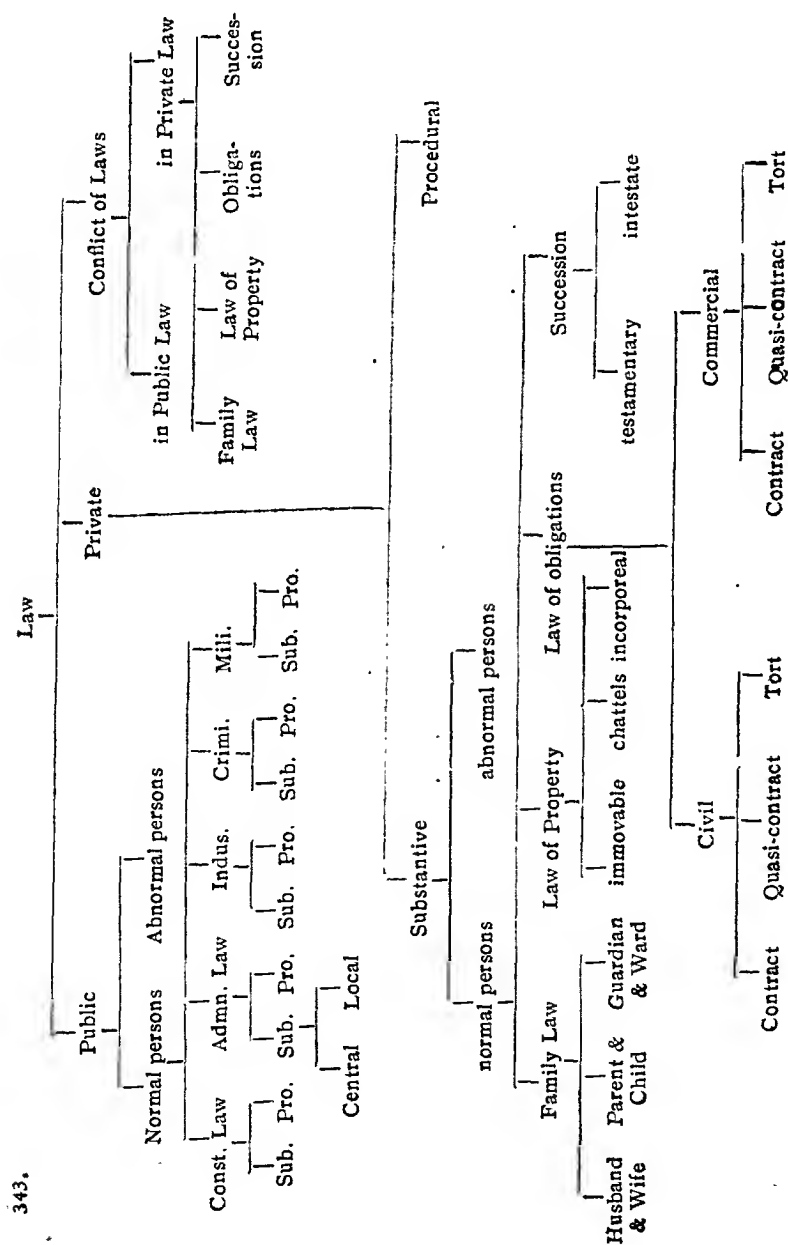 343.
Law
Public
Private
Conflict of Laws
Normal persons
Abnormal persons
in Public Law
in Private Law
Const. Law
Admn. Law
Indus.
Crimi.
Mili.
Family
Law
Law of
Property
Obliga-
tions
Succes-
sion
Sub. Pro.
Sub. Pro.
Sub. Pro.
Sub. Pro.
Sub. Pro.
Central
Local
Substantive
Procedural
normal persons
abnormal persons
Family Law
Law of Property
Law of obligations
Succession
Husband
& Wife
Parent &
Child
Guardian
& Ward
immovable
chattels
incorporeal
testamentary
intestate
Civil
Commercial
Contract
Quasi-contract
Tort
Contract
Quasi-contract
Tort